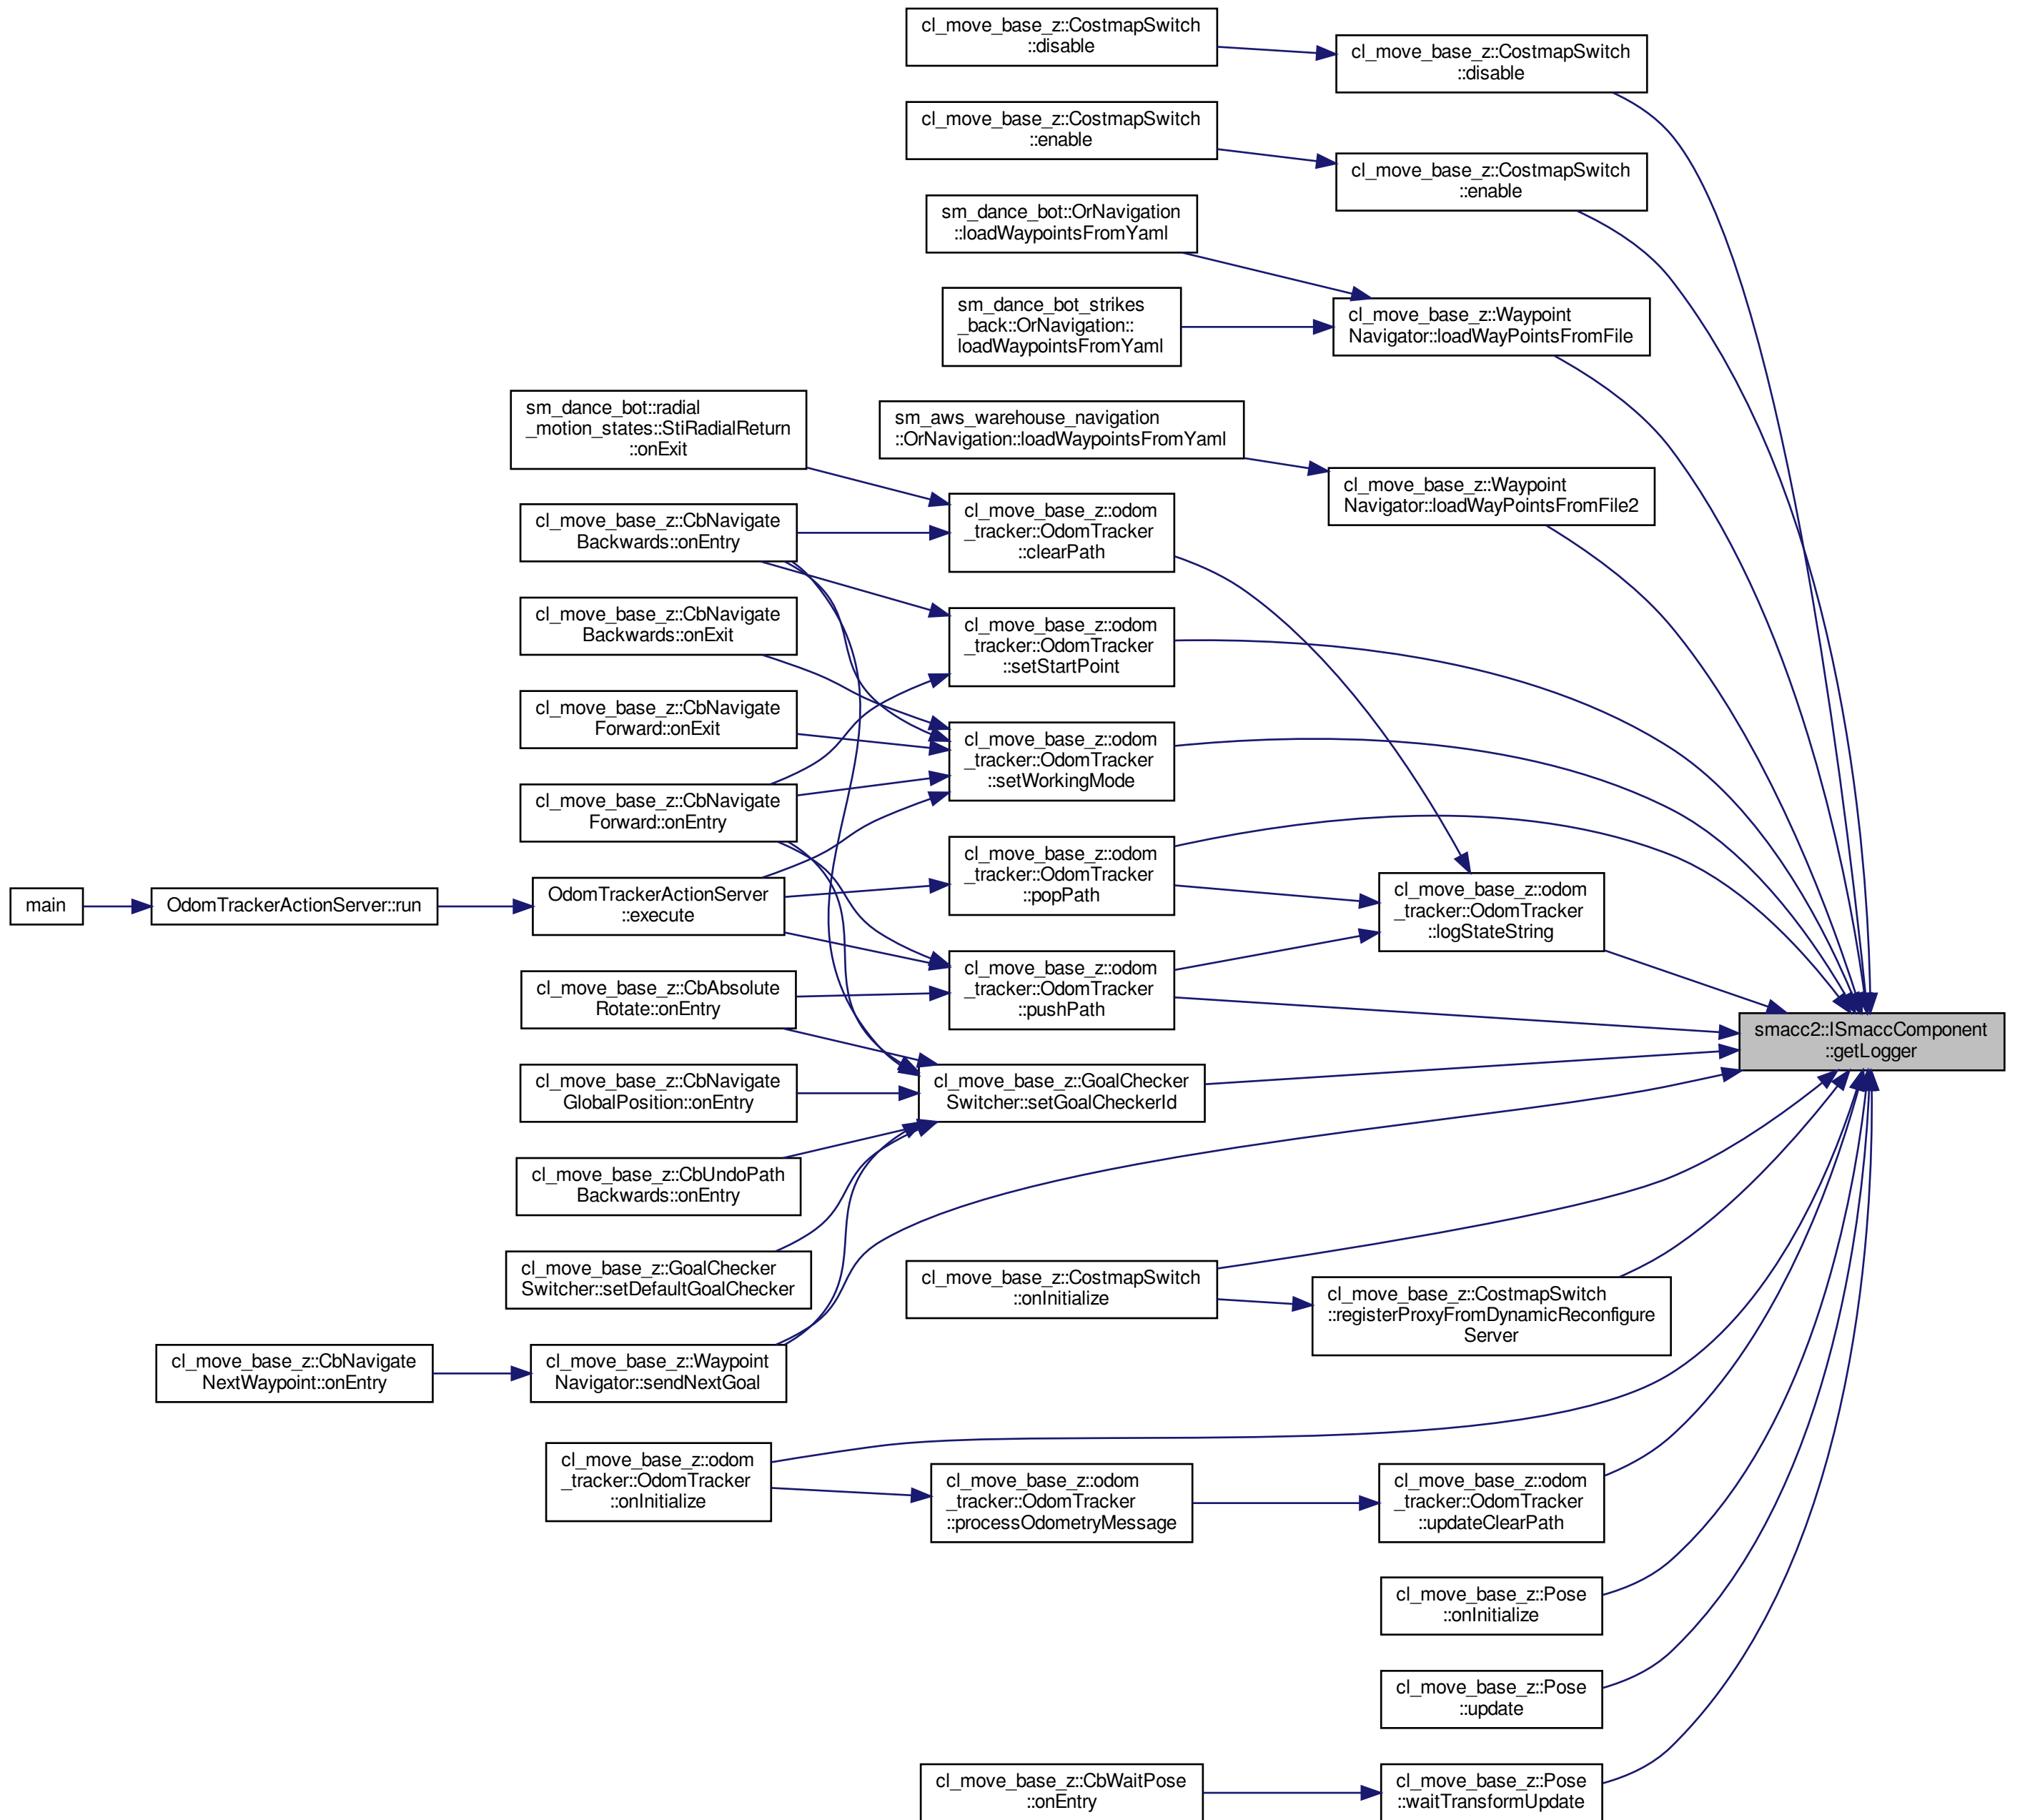 cl_move_base_z::CostmapSwitch
::disable
cl_move_base_z::CostmapSwitch
::disable
cl_move_base_z::CostmapSwitch
::enable
cl_move_base_z::CostmapSwitch
::enable
sm_dance_bot::OrNavigation
::loadWaypointsFromYaml
sm_dance_bot_strikes
_back::OrNavigation::
loadWaypointsFromYaml
cl_move_base_z::Waypoint
Navigator::loadWayPointsFromFile
sm_dance_bot::radial
_motion_states::StiRadialReturn
::onExit
sm_aws_warehouse_navigation
::OrNavigation::loadWaypointsFromYaml
cl_move_base_z::Waypoint
Navigator::loadWayPointsFromFile2
cl_move_base_z::CbNavigate
Backwards::onEntry
cl_move_base_z::odom
_tracker::OdomTracker
::clearPath
cl_move_base_z::CbNavigate
Backwards::onExit
cl_move_base_z::odom
_tracker::OdomTracker
::setStartPoint
cl_move_base_z::CbNavigate
Forward::onExit
cl_move_base_z::odom
_tracker::OdomTracker
::setWorkingMode
cl_move_base_z::CbNavigate
Forward::onEntry
main
OdomTrackerActionServer::run
OdomTrackerActionServer
::execute
cl_move_base_z::odom
_tracker::OdomTracker
::popPath
cl_move_base_z::odom
_tracker::OdomTracker
::logStateString
cl_move_base_z::CbAbsolute
Rotate::onEntry
cl_move_base_z::odom
_tracker::OdomTracker
::pushPath
smacc2::ISmaccComponent
::getLogger
cl_move_base_z::CbNavigate
GlobalPosition::onEntry
cl_move_base_z::GoalChecker
Switcher::setGoalCheckerId
cl_move_base_z::CbUndoPath
Backwards::onEntry
cl_move_base_z::GoalChecker
Switcher::setDefaultGoalChecker
cl_move_base_z::CostmapSwitch
::onInitialize
cl_move_base_z::CostmapSwitch
::registerProxyFromDynamicReconfigure
Server
cl_move_base_z::CbNavigate
NextWaypoint::onEntry
cl_move_base_z::Waypoint
Navigator::sendNextGoal
cl_move_base_z::odom
_tracker::OdomTracker
::onInitialize
cl_move_base_z::odom
_tracker::OdomTracker
::processOdometryMessage
cl_move_base_z::odom
_tracker::OdomTracker
::updateClearPath
cl_move_base_z::Pose
::onInitialize
cl_move_base_z::Pose
::update
cl_move_base_z::CbWaitPose
::onEntry
cl_move_base_z::Pose
::waitTransformUpdate